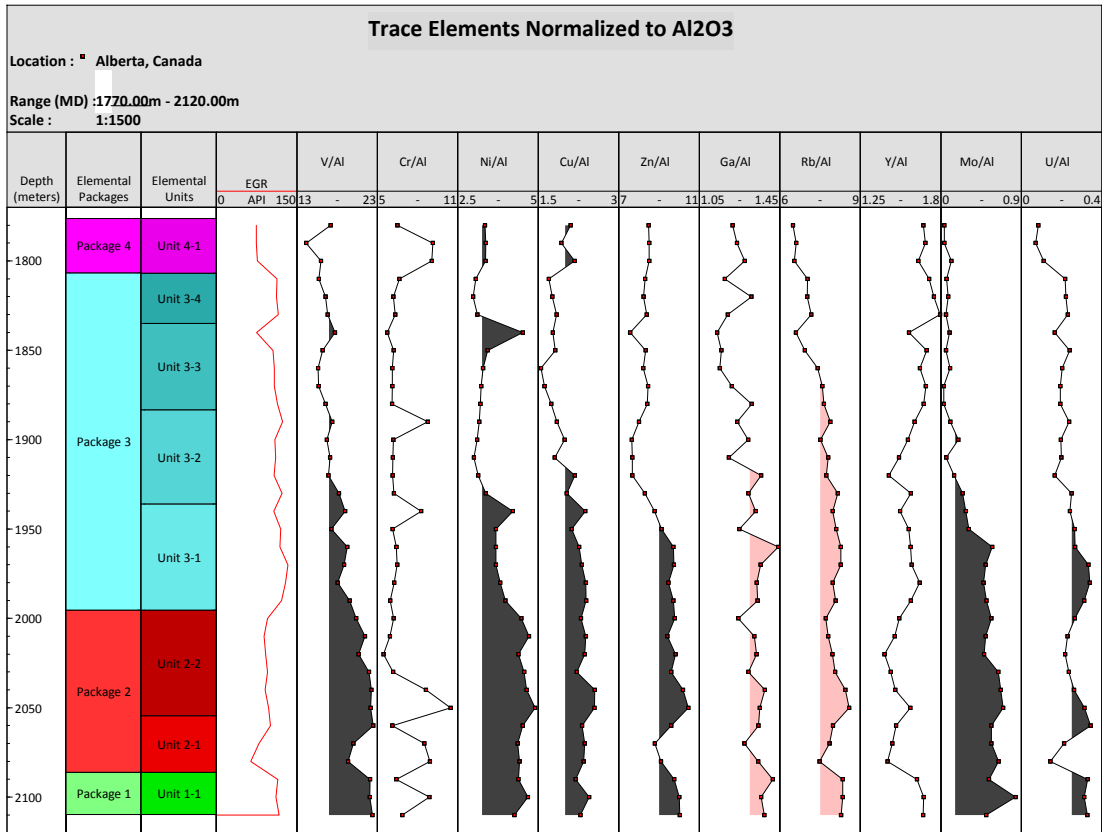 Trace Elements Normalized to Al2O3
Location : Alberta, Canada
Range (MD) :1770.00m - 2120.00m
Scale : 1:1500
Depth (meters)
Elemental Packages
Elemental Units
EGR
0 API 150
V/Al
13 - 23
Cr/Al
5 - 11
Ni/Al
2.5 - 5
Cu/Al
1.5 - 3
Zn/Al
7 - 11
Ga/Al
1.05 - 1.45
Rb/Al
6 - 9
Y/Al
1.25 - 1.8
Mo/Al
0 - 0.9
U/Al
0 - 0.4
1800
1850
1900
1950
2000
2050
2100
Package 4
Package 3
Package 2
Package 1
Unit 4-1
Unit 3-4
Unit 3-3
Unit 3-2
Unit 3-1
Unit 2-2
Unit 2-1
Unit 1-1